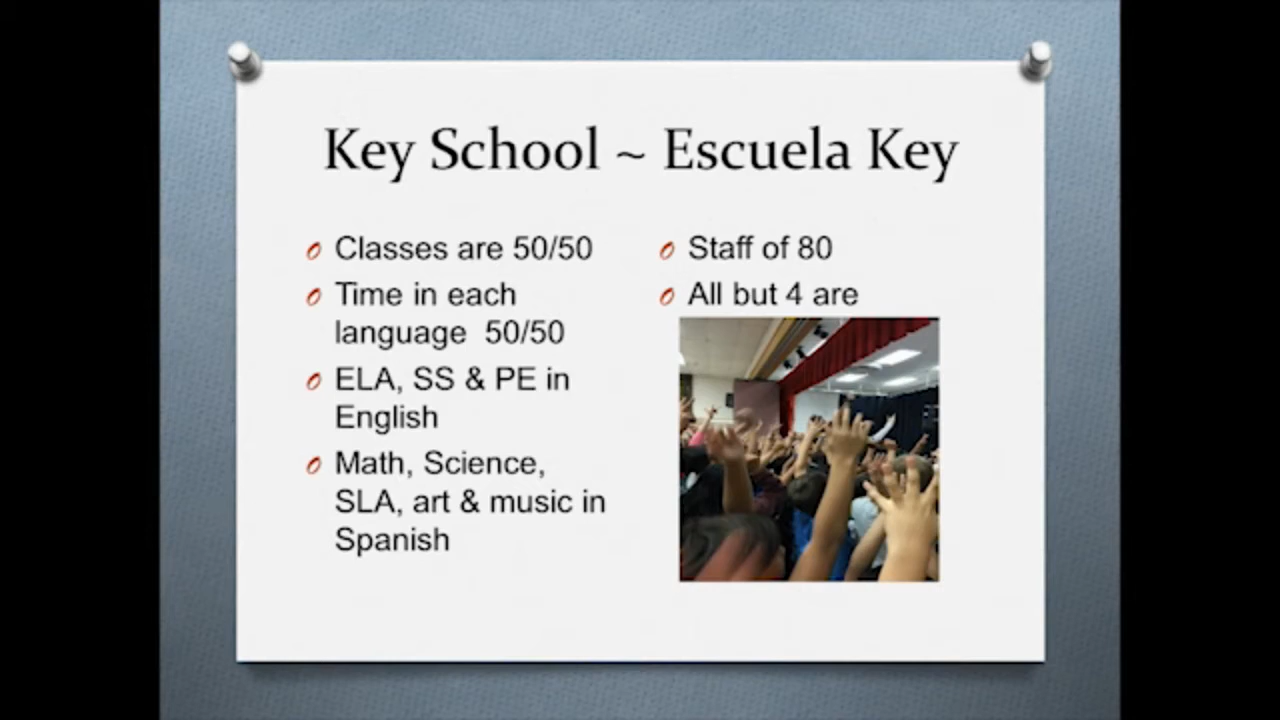 Key School ~ Escuela Key
Classes are 50/50
Time in each
language 50/50
ELA, SS & PE in
English
Math, Science,
SLA, art & music in
Spanish
Staff of 80
All but 4 are